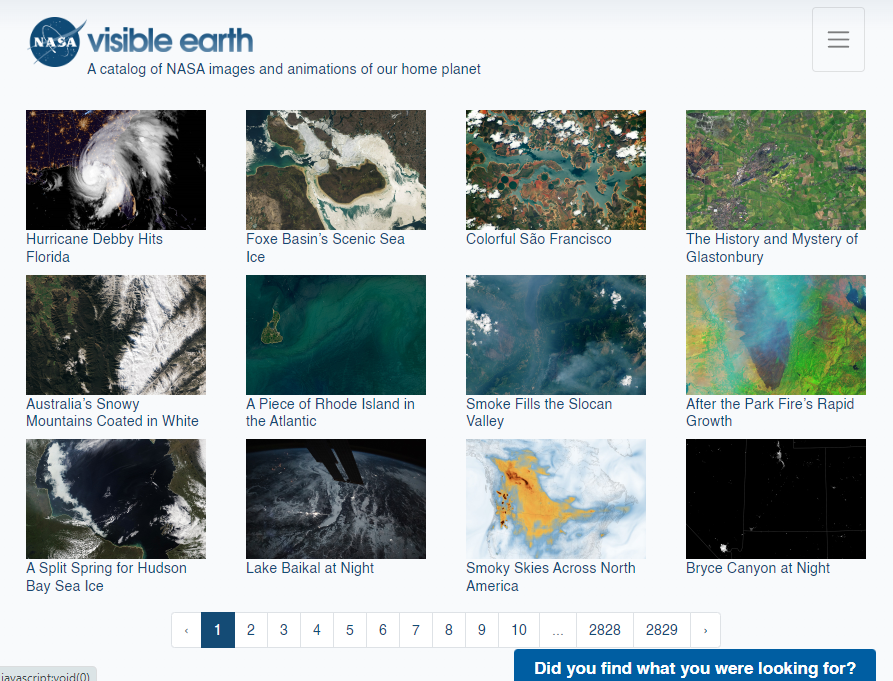 NASA visible earth
A catalog of NASA images and animations of our home planet
Hurricane Debby Hits
Florida
Foxe Basin’s Scenic Sea
Ice
Colorful São Francisco
The History and Mystery of
Glastonbury
Australia’s Snowy
Mountains Coated in White
A Piece of Rhode Island in
the Atlantic
Smoke Fills the Slocan
Valley
After the Park Fire’s Rapid
Growth
A Split Spring for Hudson
Bay Sea Ice
Lake Baikal at Night
Smoky Skies Across North
America
Bryce Canyon at Night
‹ 1 2 3 4 5 6 7 8 9 10 ... 2828 2829 ›
Did you find what you were looking for?
javascript:void(0)